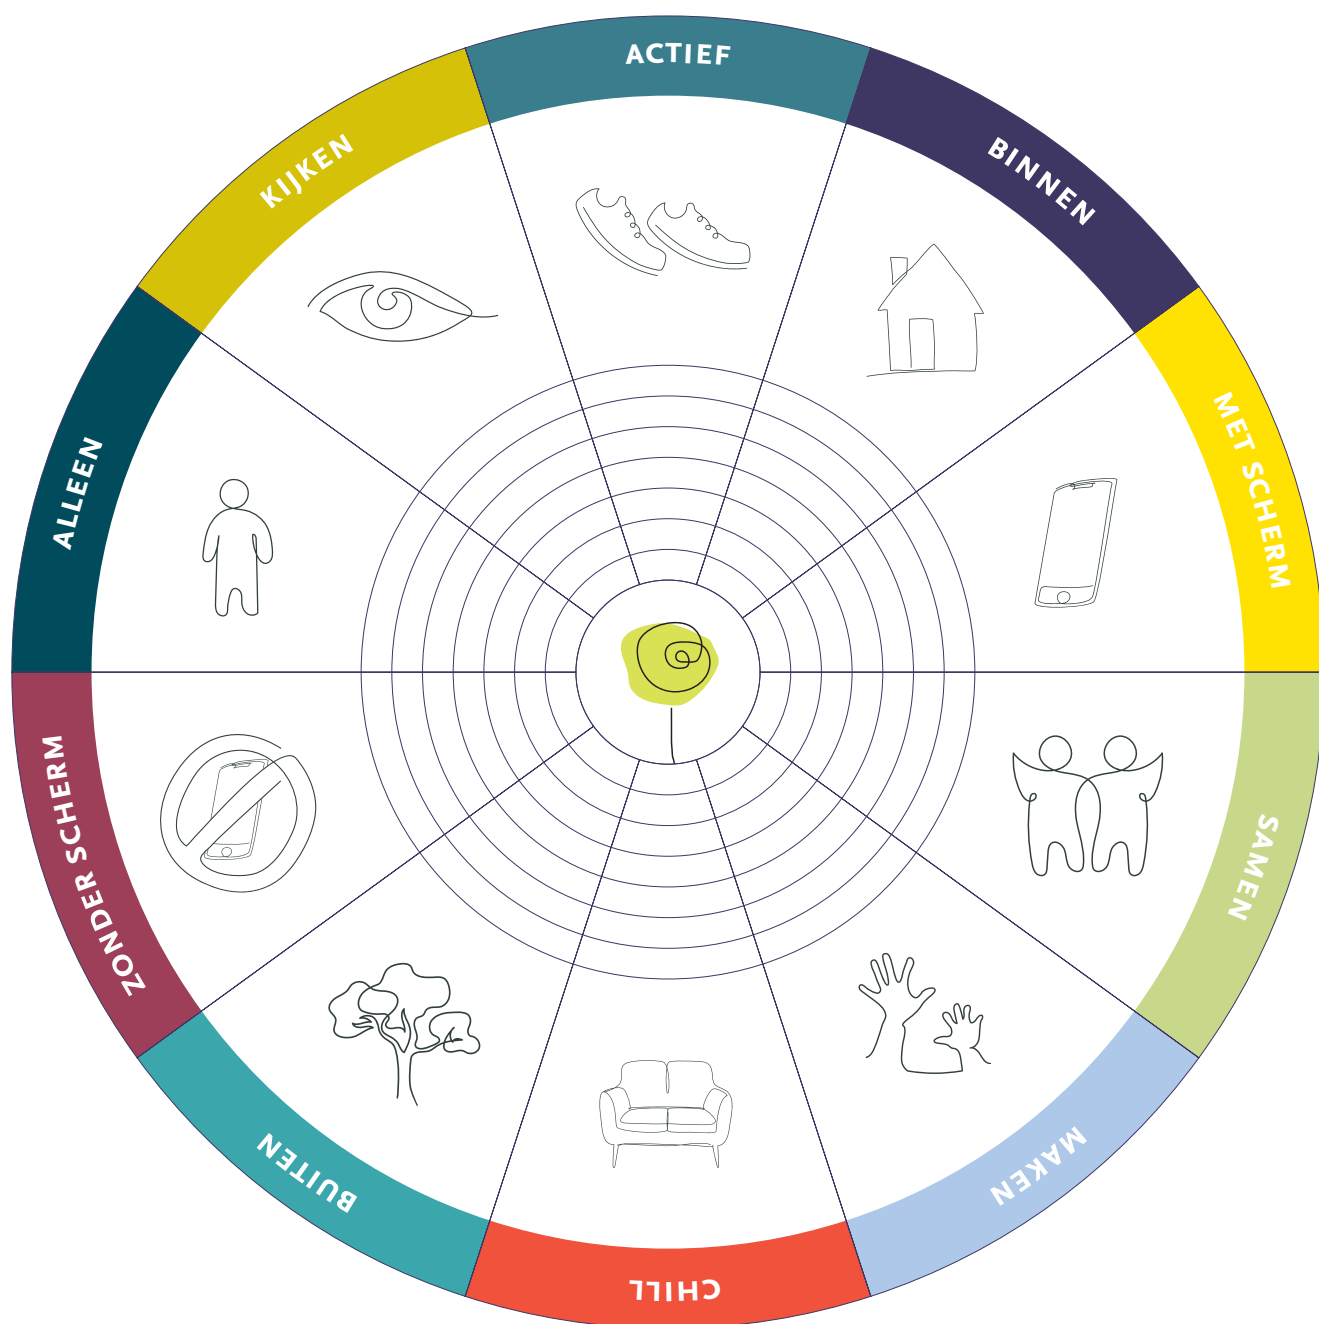 ACTIEF
BINNEN
MET SCHERM
SAMEN
MAKEN
CHILL
BUITEN
ZONDER SCHERM
ALLEEN
KIJKEN